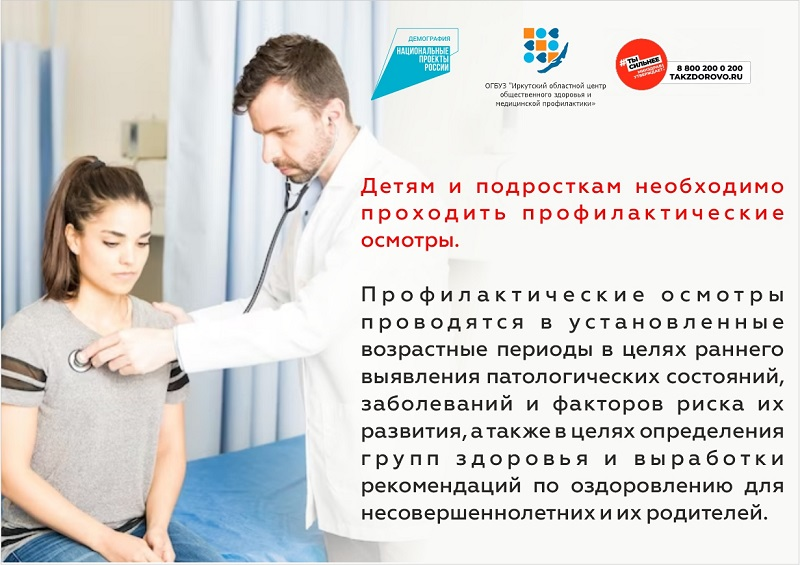 ДЕМОГРАФИЯ
НАЦИОНАЛЬНЫЕ
ПРОЕКТЫ
РОССИИ
ОГБУЗ "Иркутский областной центр
общественного здоровья и
медицинской профилактики»
#ТЫ
СИЛЬНЕЕ
МИНЗДРАВ
УТВЕРЖДАЕТ!
8 800 200 0 200
TAKZDOROVO.RU
Детям и подросткам необходимо
проходить профилактические
осмотры.
Профилактические осмотры
проводятся в установленные
возрастные периоды в целях раннего
выявления патологических состояний,
заболеваний и факторов риска их
развития, а также в целях определения
групп здоровья и выработки
рекомендаций по оздоровлению для
несовершеннолетних и их родителей.